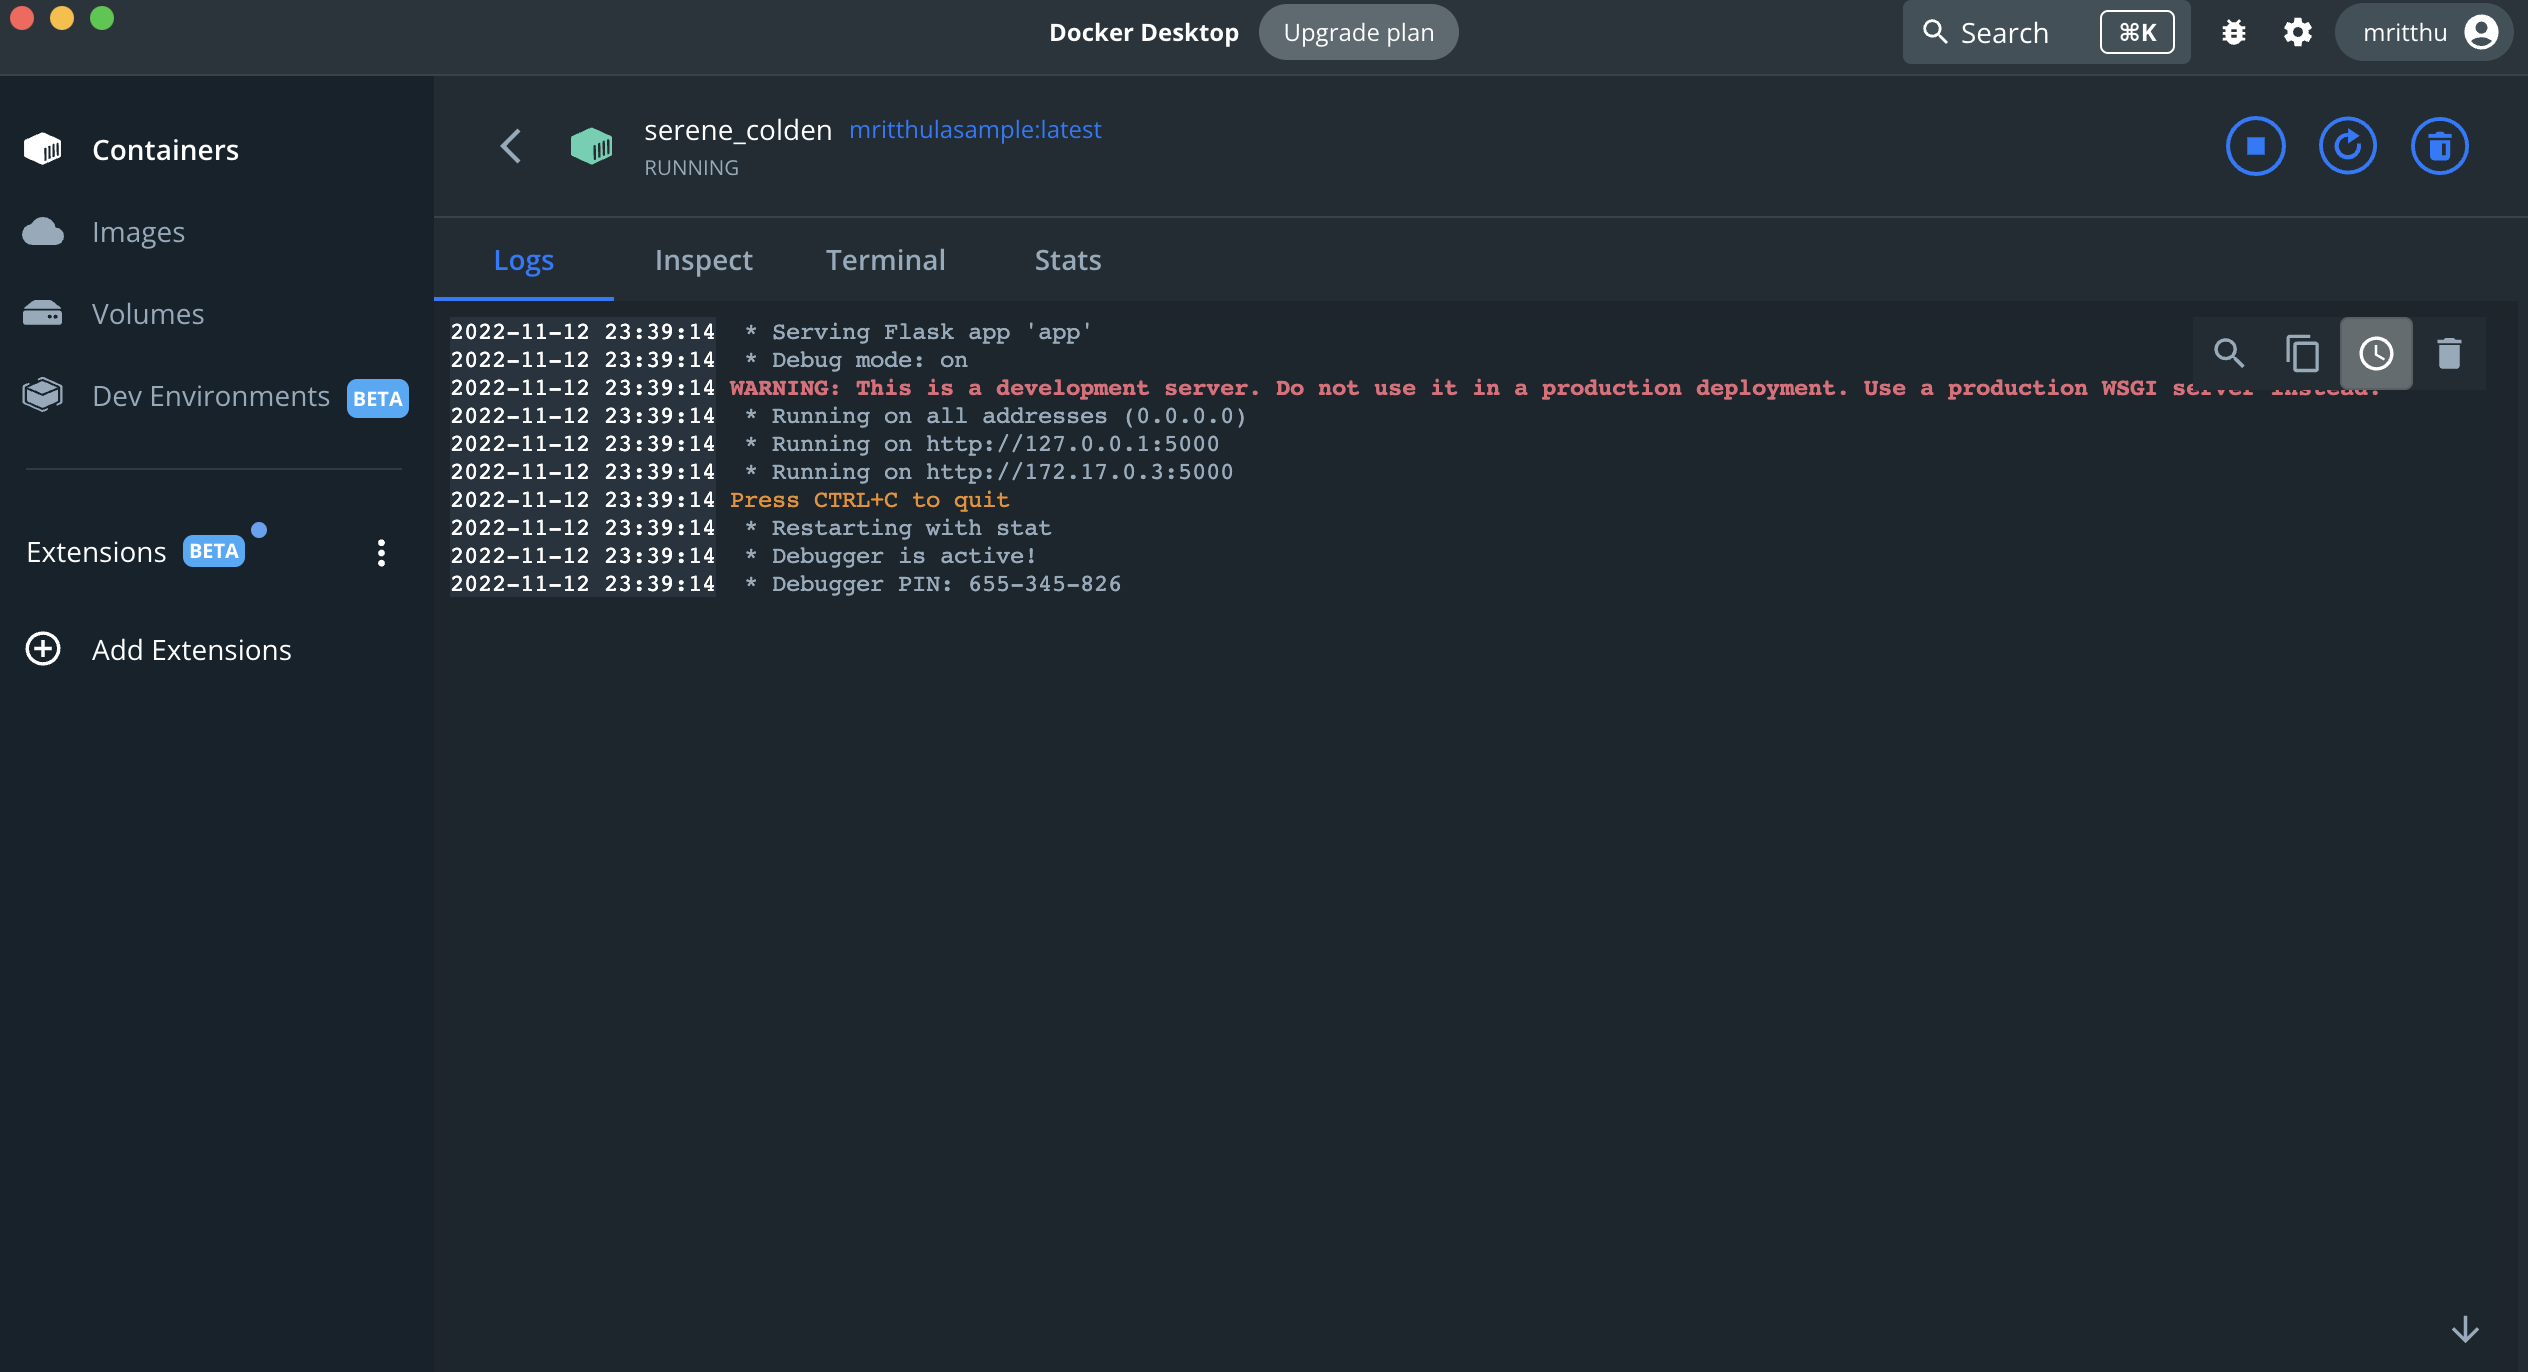 Docker Desktop Upgrade plan
Search ⌘K
mritthu
Containers
Images
Volumes
Dev Environments BETA
Extensions BETA
Add Extensions
serene_colden mritthulasample:latest
RUNNING
Logs Inspect Terminal Stats
2022-11-12 23:39:14 * Serving Flask app 'app'
2022-11-12 23:39:14 * Debug mode: on
2022-11-12 23:39:14 WARNING: This is a development server. Do not use it in a production deployment. Use a production WSGI server instead.
2022-11-12 23:39:14 * Running on all addresses (0.0.0.0)
2022-11-12 23:39:14 * Running on http://127.0.0.1:5000
2022-11-12 23:39:14 * Running on http://172.17.0.3:5000
2022-11-12 23:39:14 Press CTRL+C to quit
2022-11-12 23:39:14 * Restarting with stat
2022-11-12 23:39:14 * Debugger is active!
2022-11-12 23:39:14 * Debugger PIN: 655-345-826